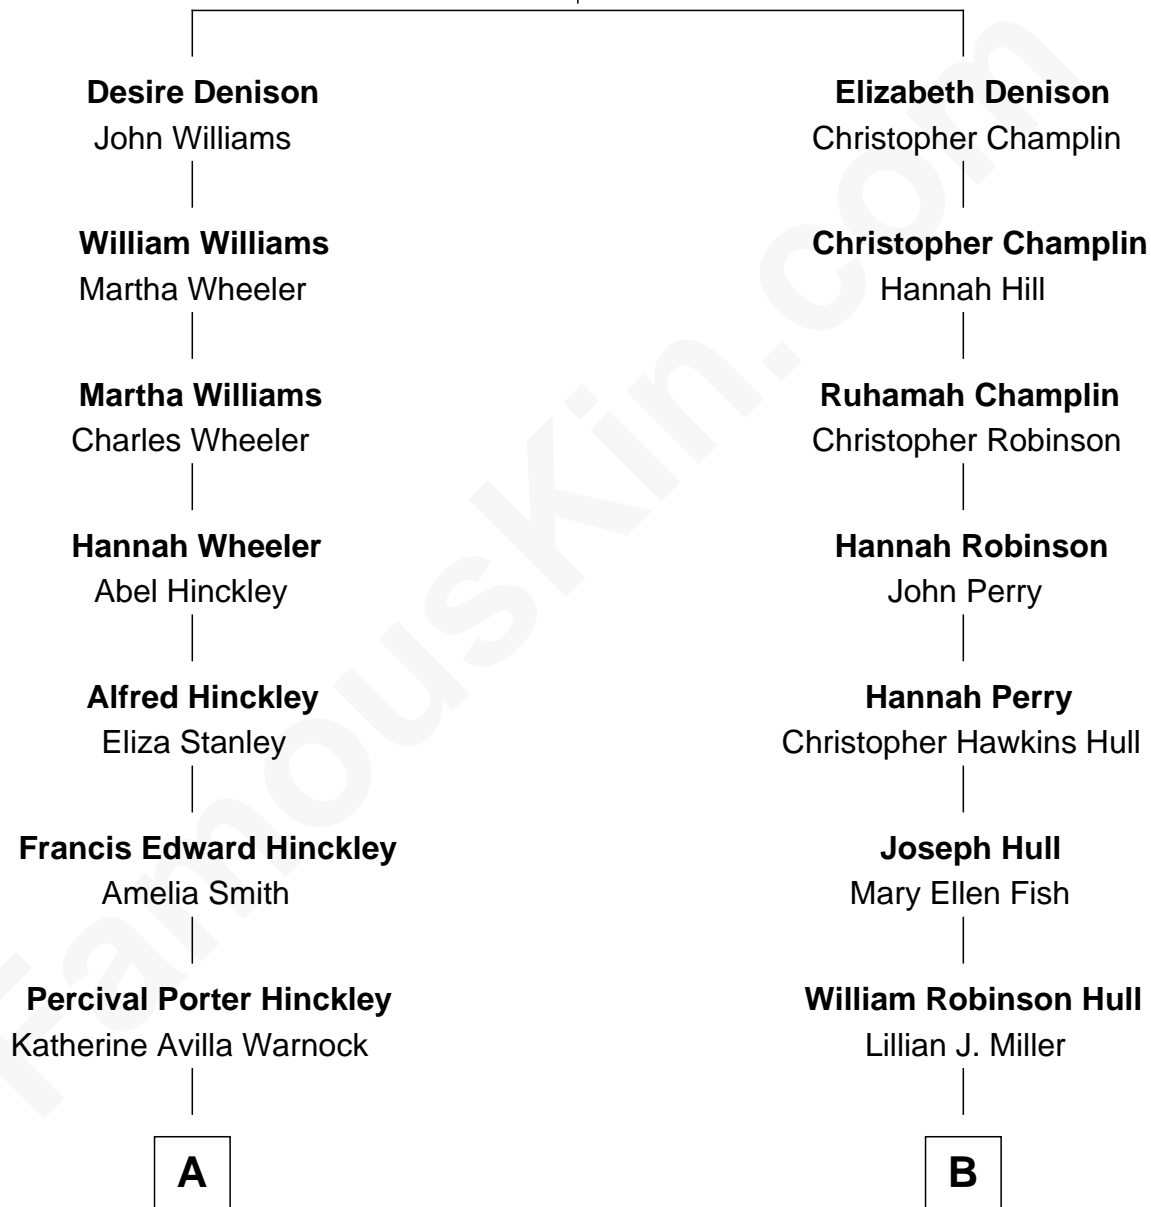 Desire Denison
John Williams
Elizabeth Denison
Christopher Champlin
William Williams
Martha Wheeler
Christopher Champlin
Hannah Hill
Martha Williams
Charles Wheeler
Ruhamah Champlin
Christopher Robinson
Hannah Wheeler
Abel Hinckley
Hannah Robinson
John Perry
Alfred Hinckley
Eliza Stanley
Hannah Perry
Christopher Hawkins Hull
Francis Edward Hinckley
Amelia Smith
Joseph Hull
Mary Ellen Fish
Percival Porter Hinckley
Katherine Avilla Warnock
William Robinson Hull
Lillian J. Miller
A
B
FamousKin.com